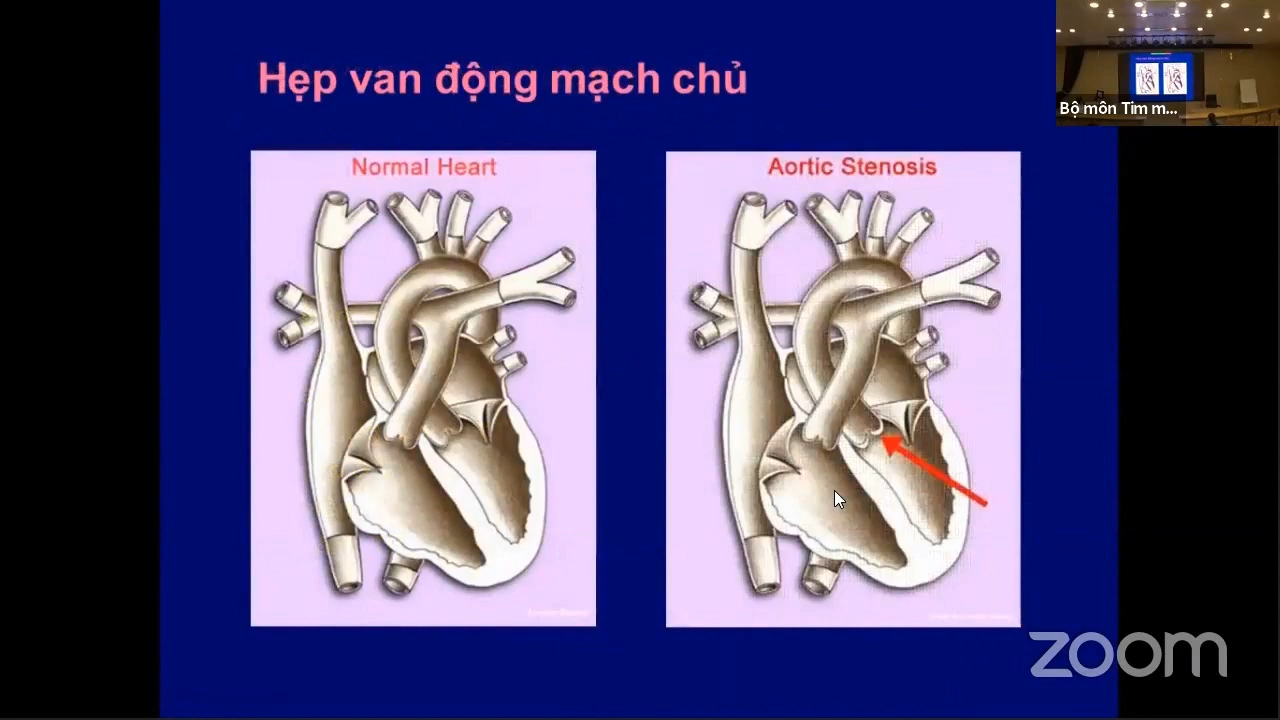 Hẹp van động mạch chủ
Bộ môn Tim m...
Normal Heart
Aortic Stenosis
zoom